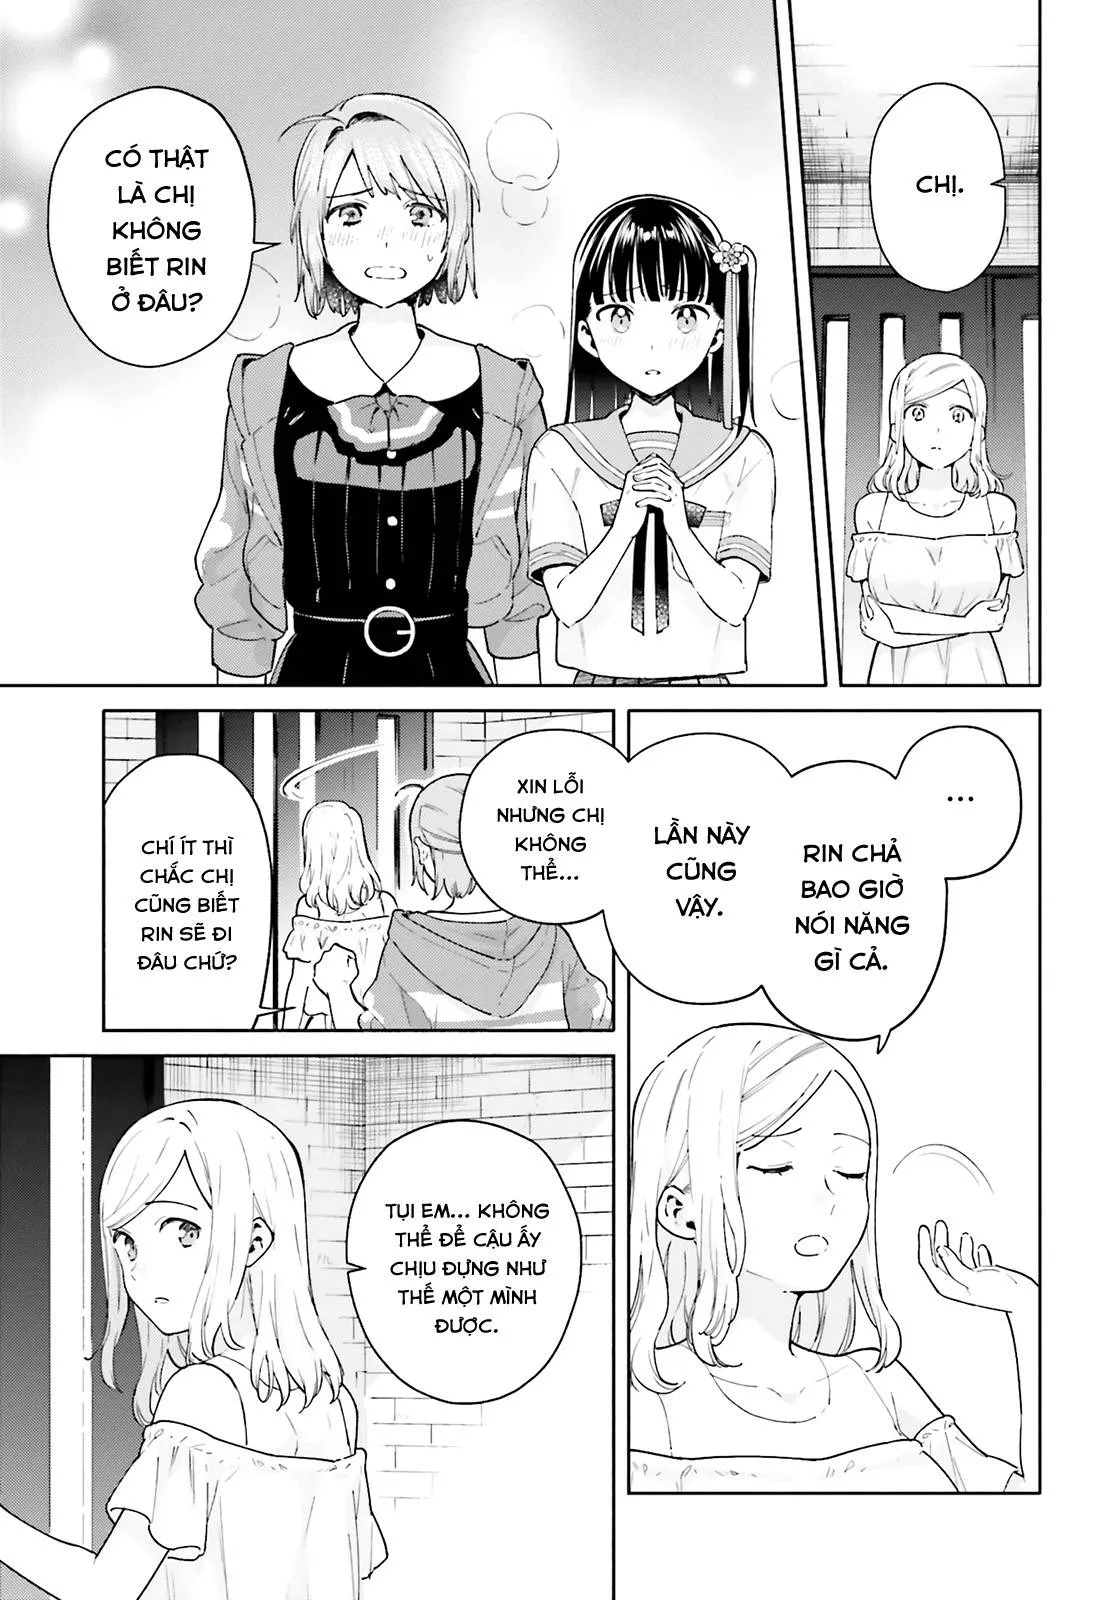 CHỊ.
CÓ THẬT
LÀ CHỊ
KHÔNG
BIẾT RIN
Ở ĐÂU?
...
RIN CHẢ
BAO GIỜ
NÓI NĂNG
GÌ CẢ.
LẦN NÀY
CŨNG
VẬY.
XIN LỖI
NHƯNG CHỊ
KHÔNG
THỂ...
CHÍ ÍT THÌ
CHẮC CHỊ
CŨNG BIẾT
RIN SẼ ĐI
ĐÂU CHỨ?
TỤI EM... KHÔNG
THỂ ĐỂ CẬU ẤY
CHỊU ĐỰNG NHƯ
THẾ MỘT MÌNH
ĐƯỢC.